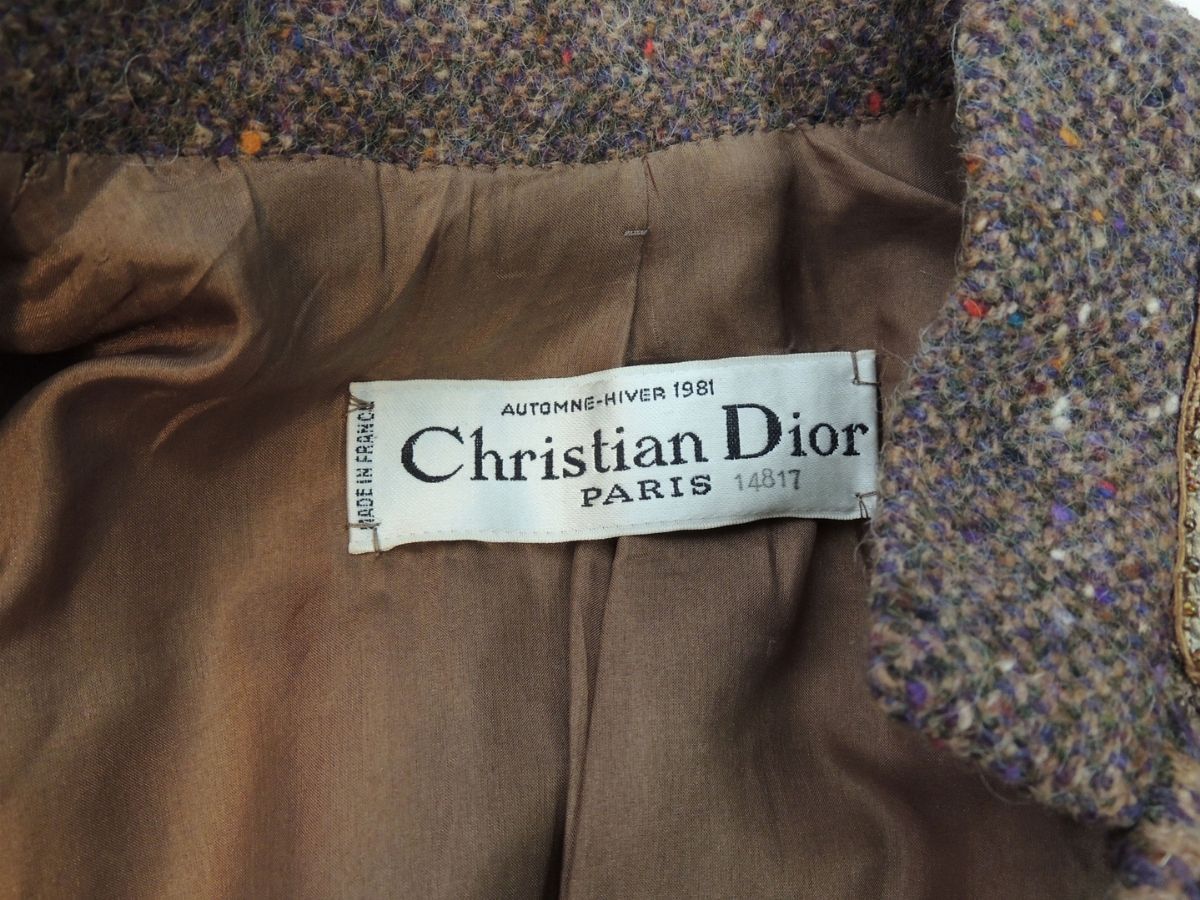 AUTOMNE-HIVER 1981
Christian Dior
PARIS 14817
MADE IN FRANCE